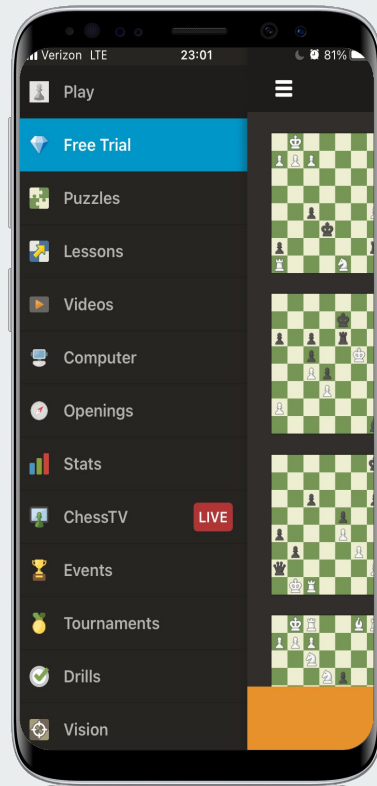 Verizon LTE 23:01 81%
Play
Free Trial
Puzzles
Lessons
Videos
Computer
Openings
Stats
ChessTV LIVE
Events
Tournaments
Drills
Vision